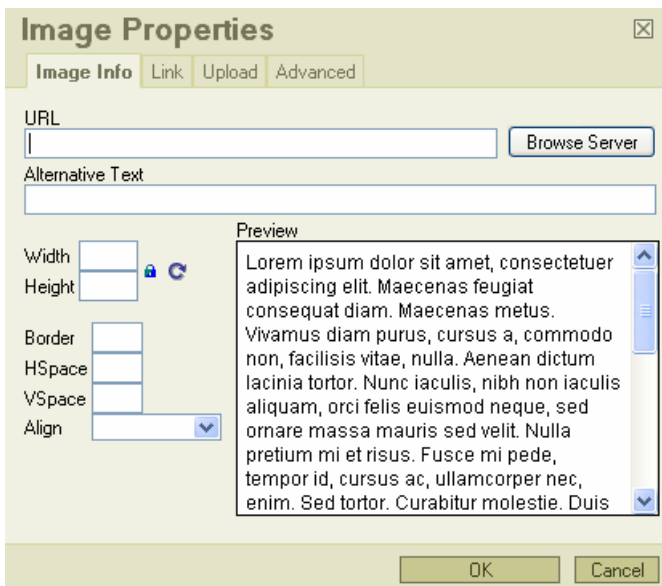 Image Properties
Image Info Link Upload Advanced
URL
Browse Server
Alternative Text
Preview
Width
Height
Border
HSpace
VSpace
Align
Lorem ipsum dolor sit amet, consectetuer
adipiscing elit. Maecenas feugiat
consequat diam. Maecenas metus.
Vivamus diam purus, cursus a, commodo
non, facilisis vitae, nulla. Aenean dictum
lacinia tortor. Nunc iaculis, nibh non iaculis
aliquam, orci felis euismod neque, sed
ornare massa mauris sed velit. Nulla
pretium mi et risus. Fusce mi pede,
tempor id, cursus ac, ullamcorper nec,
enim. Sed tortor. Curabitur molestie. Duis
OK Cancel